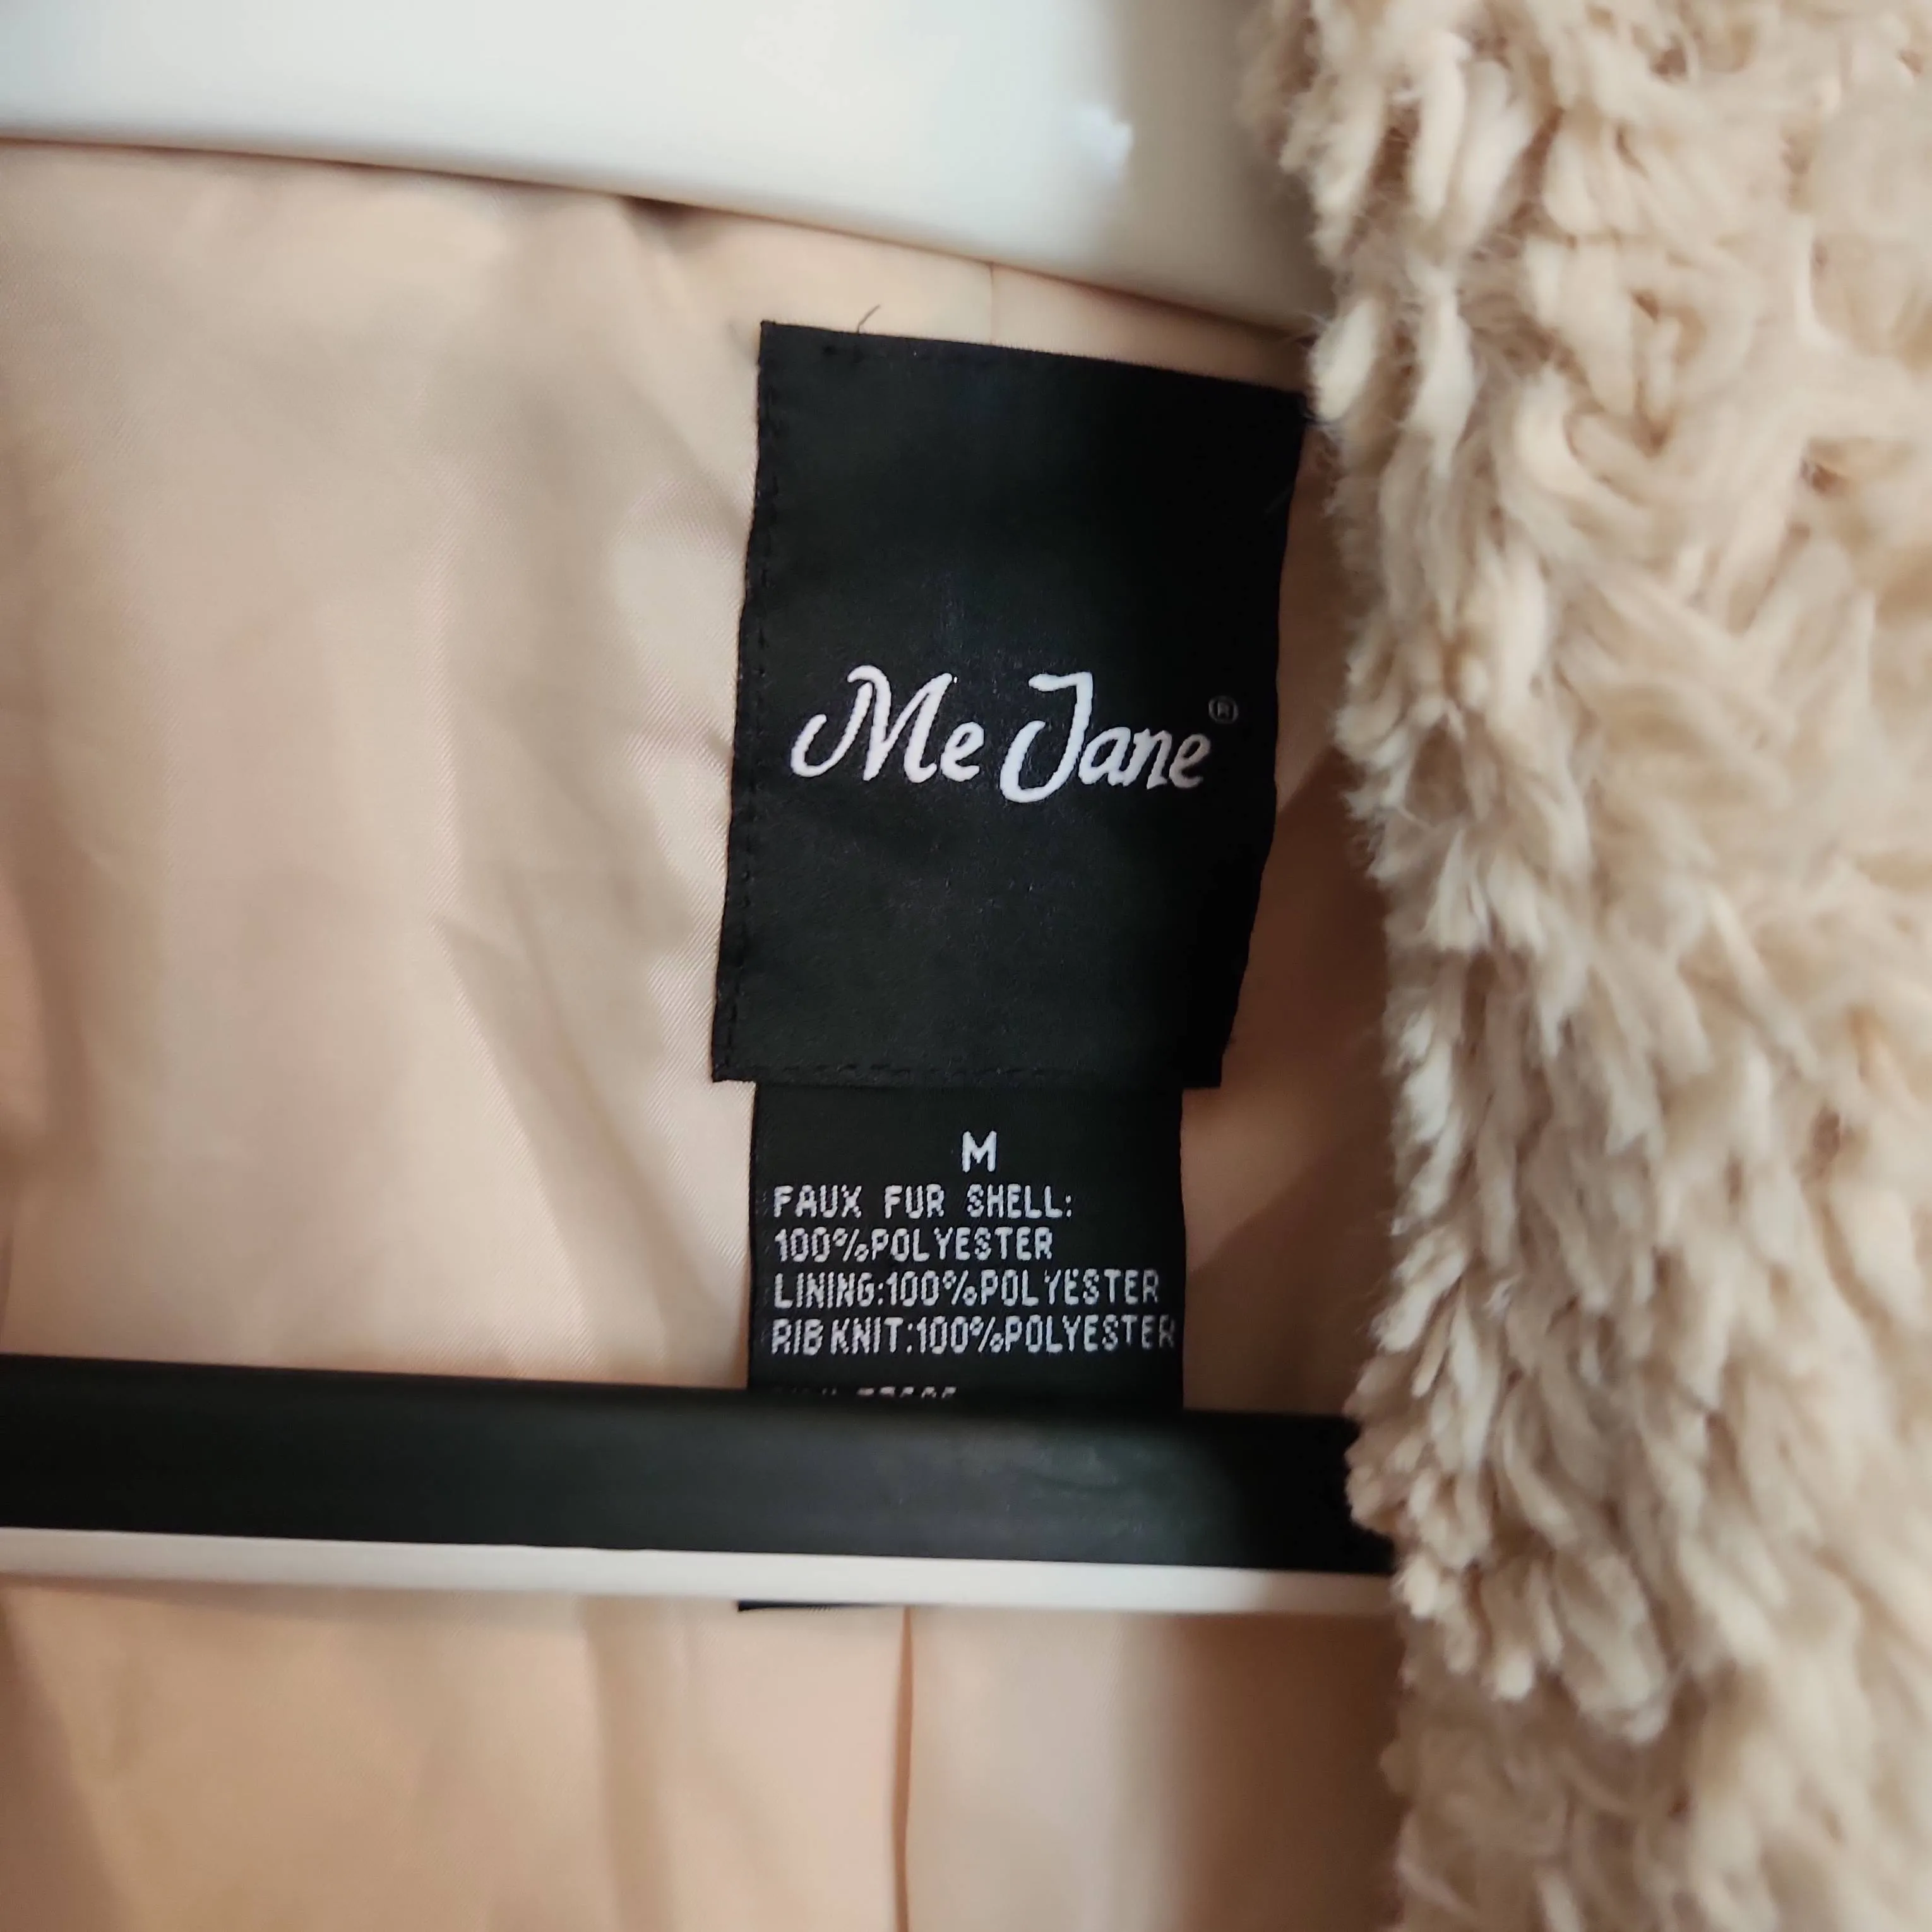 Me Jane®
M
FAUX FUR SHELL:
100%POLYESTER
LINING:100%POLYESTER
RIB KNIT:100%POLYESTER